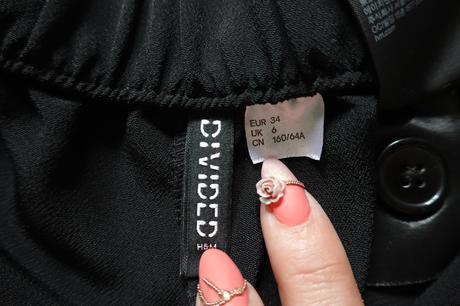 DIVIDED
H&M
EUR 34
UK 6
CN 160/64A